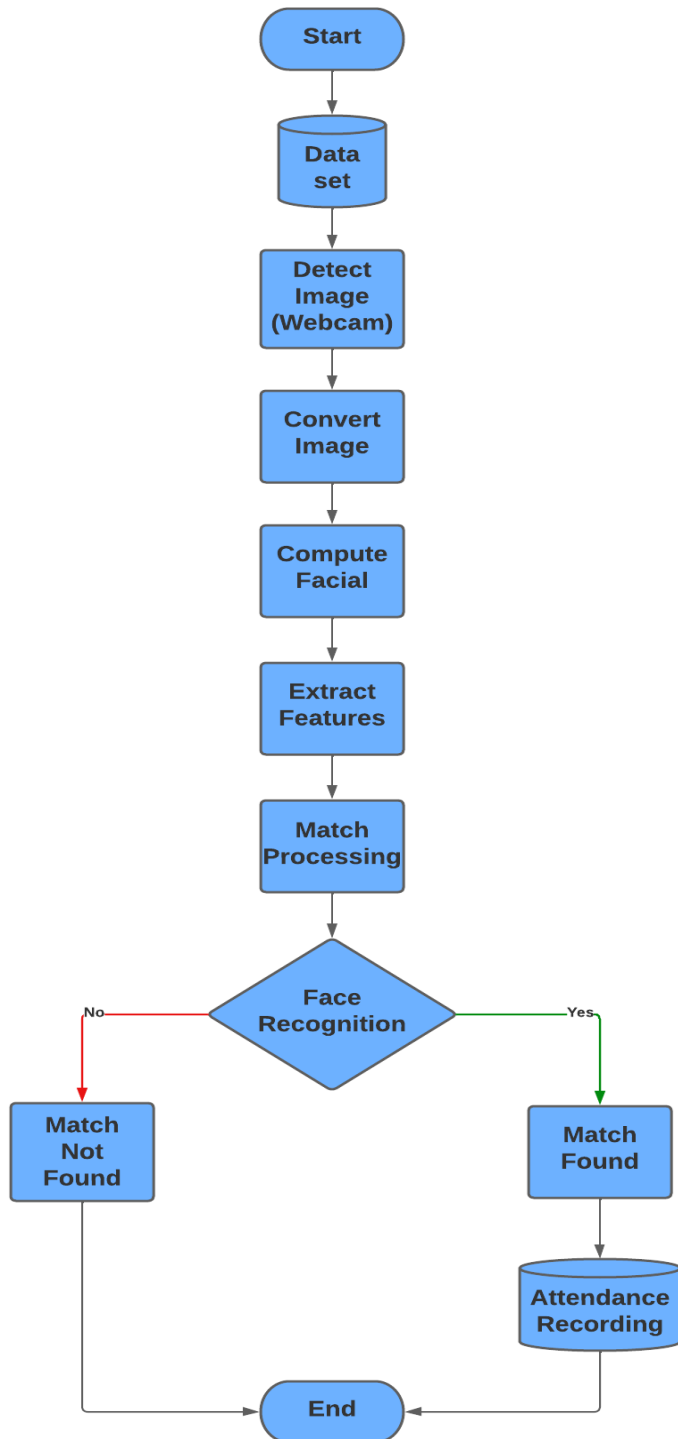 Start
Data
set
Detect
Image
(Webcam)
Convert
Image
Compute
Facial
Extract
Features
Match
Processing
Face
Recognition
No
Yes
Match
Not
Found
Match
Found
Attendance
Recording
End